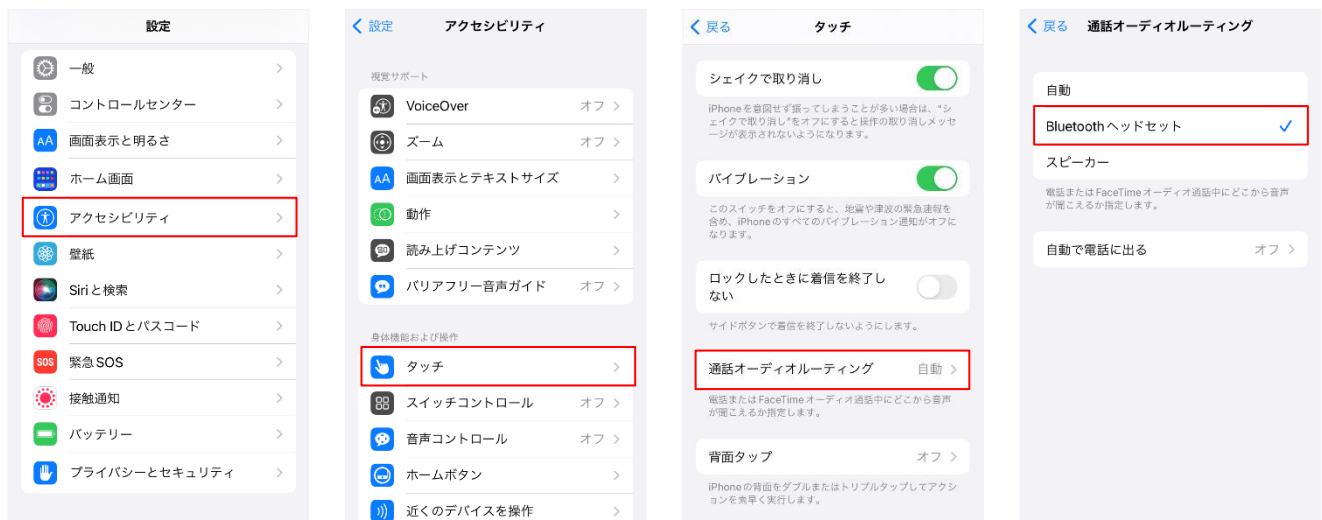 設定
一般
コントロールセンター
AA 画面表示と明るさ
ホーム画面
アクセシビリティ
壁紙
Siriと検索
Touch IDとパスコード
SOS 緊急SOS
接触通知
バッテリー
プライバシーとセキュリティ
設定 アクセシビリティ
視覚サポート
VoiceOver オフ
ズーム オフ
AA 画面表示とテキストサイズ
動作
読み上げコンテンツ
バリアフリー音声ガイド オフ
身体機能および操作
タッチ
スイッチコントロール オフ
音声コントロール オフ
ホームボタン
近くのデバイスを操作
戻る タッチ
シェイクで取り消し
iPhoneを意図せず振ってしまうことが多い場合は、“シ
ェイクで取り消し”をオフにすると操作の取り消しメッセ
ージが表示されないようになります。
バイブレーション
このスイッチをオフにすると、地震や津波の緊急速報を
含め、iPhoneのすべてのバイブレーション通知がオフに
なります。
ロックしたときに着信を終了し
ない
サイドボタンで着信を終了しないようにします。
通話オーディオルーティング 自動
電話またはFaceTimeオーディオ通話中にどこから音声
が聞こえるか指定します。
背面タップ オフ
iPhoneの背面をダブルまたはトリプルタップしてアクシ
ョンを素早く実行します。
戻る 通話オーディオルーティング
自動
Bluetoothヘッドセット
スピーカー
電話またはFaceTimeオーディオ通話中にどこから音声
が聞こえるか指定します。
自動で電話に出る オフ